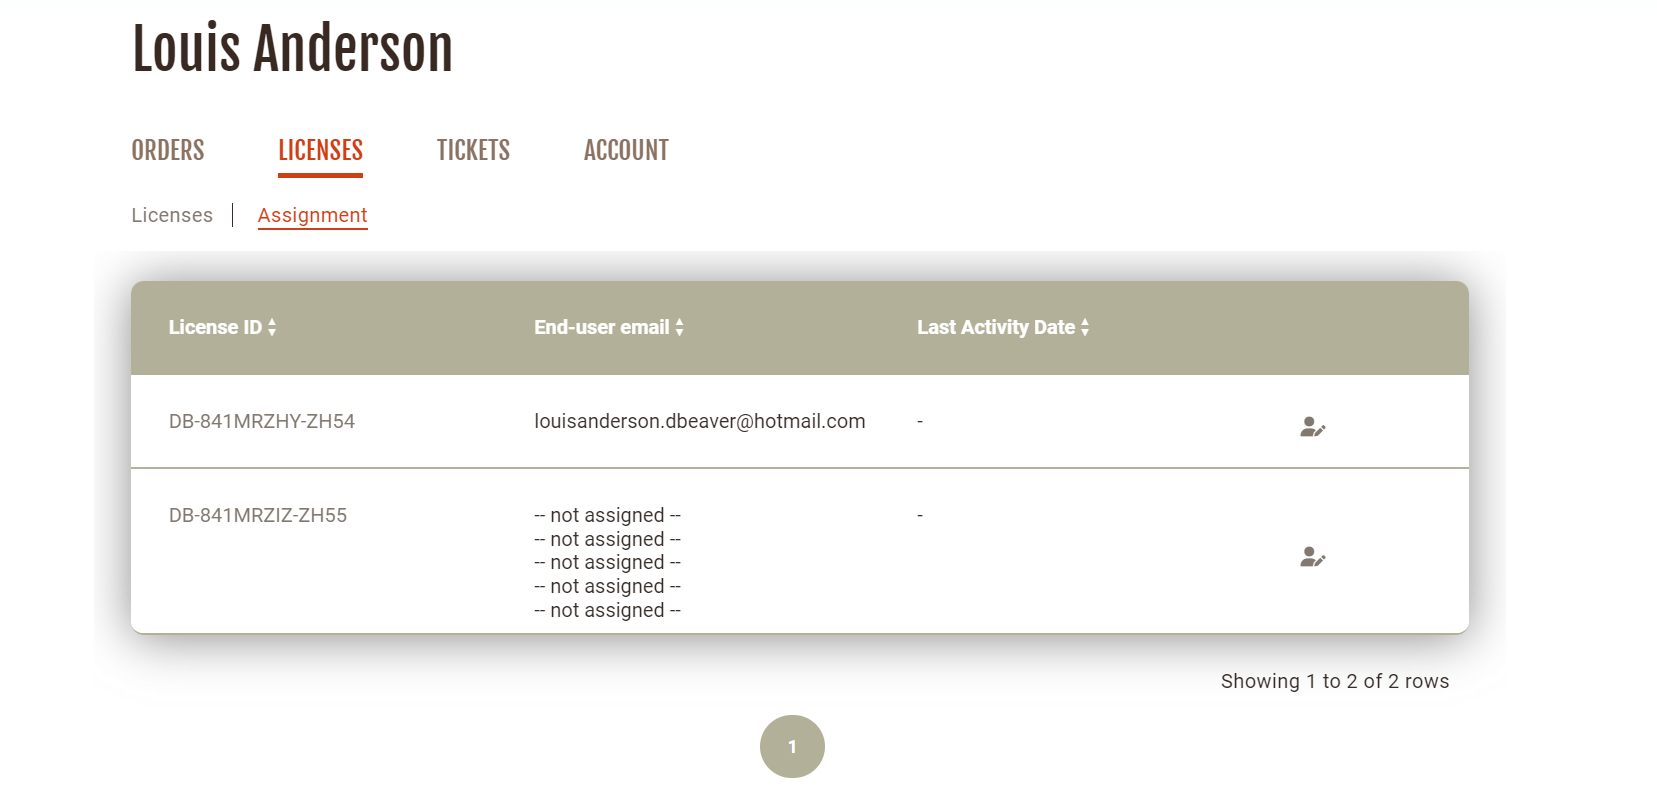 Louis Anderson
ORDERS LICENSES TICKETS ACCOUNT
Licenses Assignment
License ID End-user email Last Activity Date
DB-841MRZHY-ZH54 louisanderson.dbeaver@hotmail.com -
DB-841MRZIZ-ZH55 -- not assigned -- -
-- not assigned --
-- not assigned --
-- not assigned --
-- not assigned --
Showing 1 to 2 of 2 rows
1